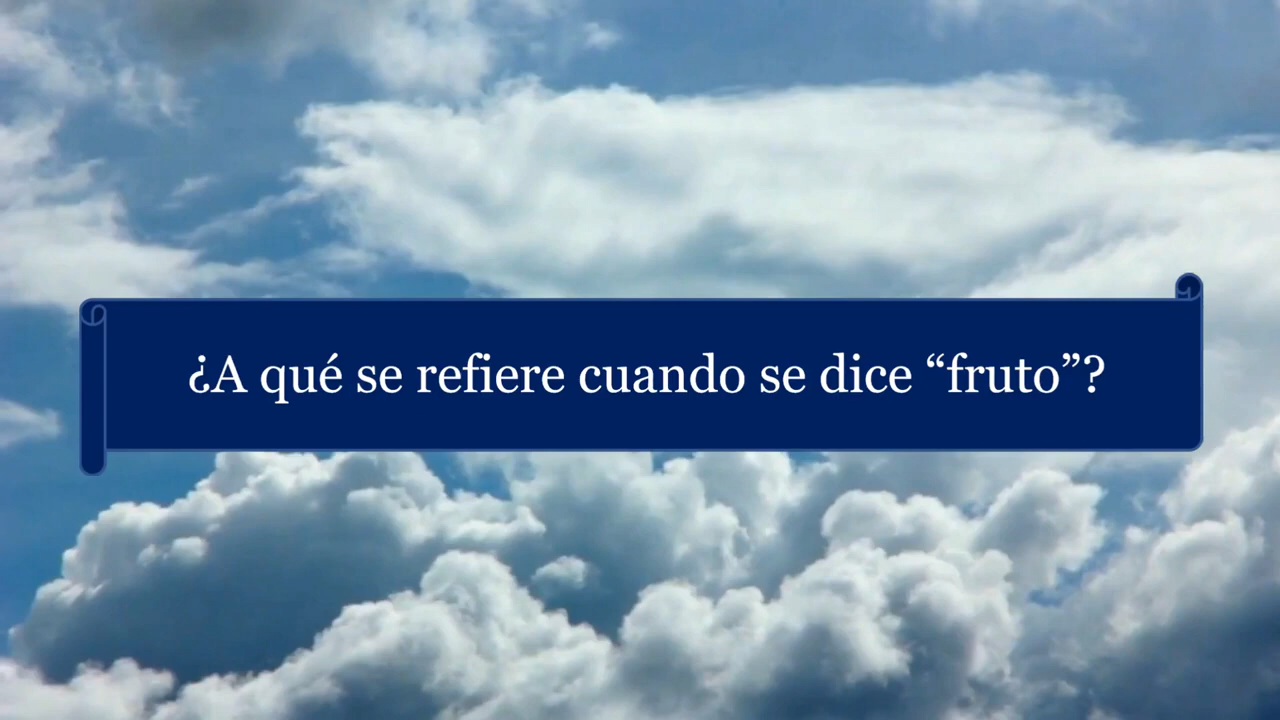 ¿A qué se refiere cuando se dice “fruto”?